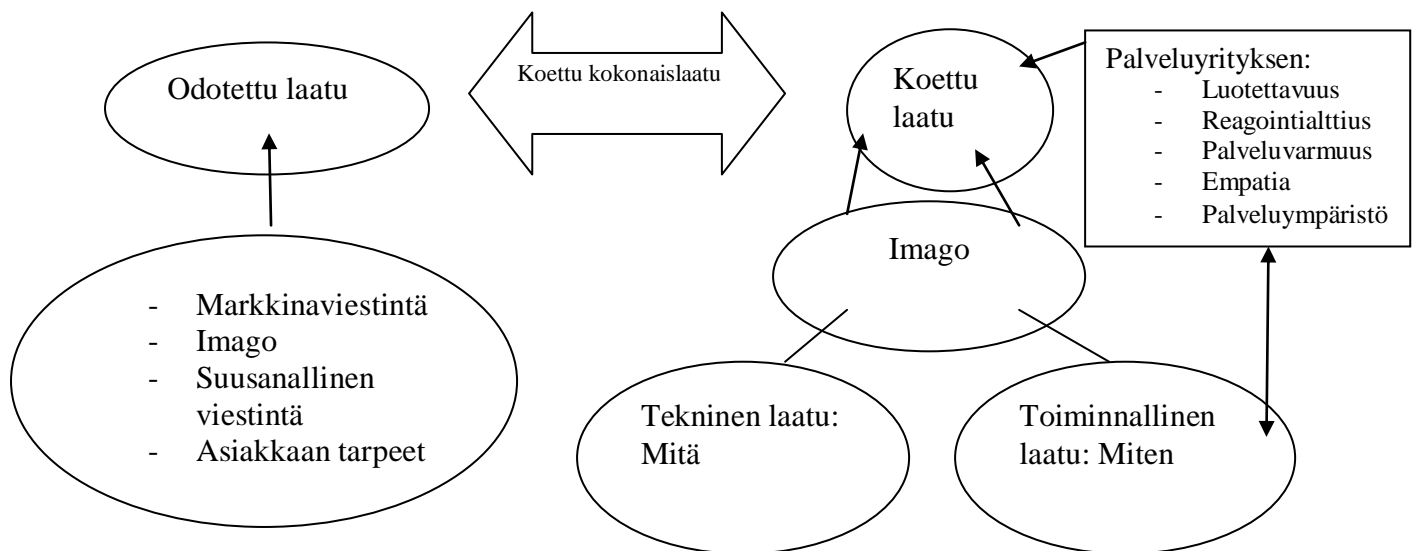 Odotettu laatu
Koettu kokonaislaatu
Koettu
laatu
Palveluyrityksen:
- Luotettavuus
- Reagointialttius
- Palveluvarmuus
- Empatia
- Palveluympäristö
Imago
- Markkinaviestintä
- Imago
- Suusanallinen
viestintä
- Asiakkaan tarpeet
Tekninen laatu:
Mitä
Toiminnallinen
laatu: Miten